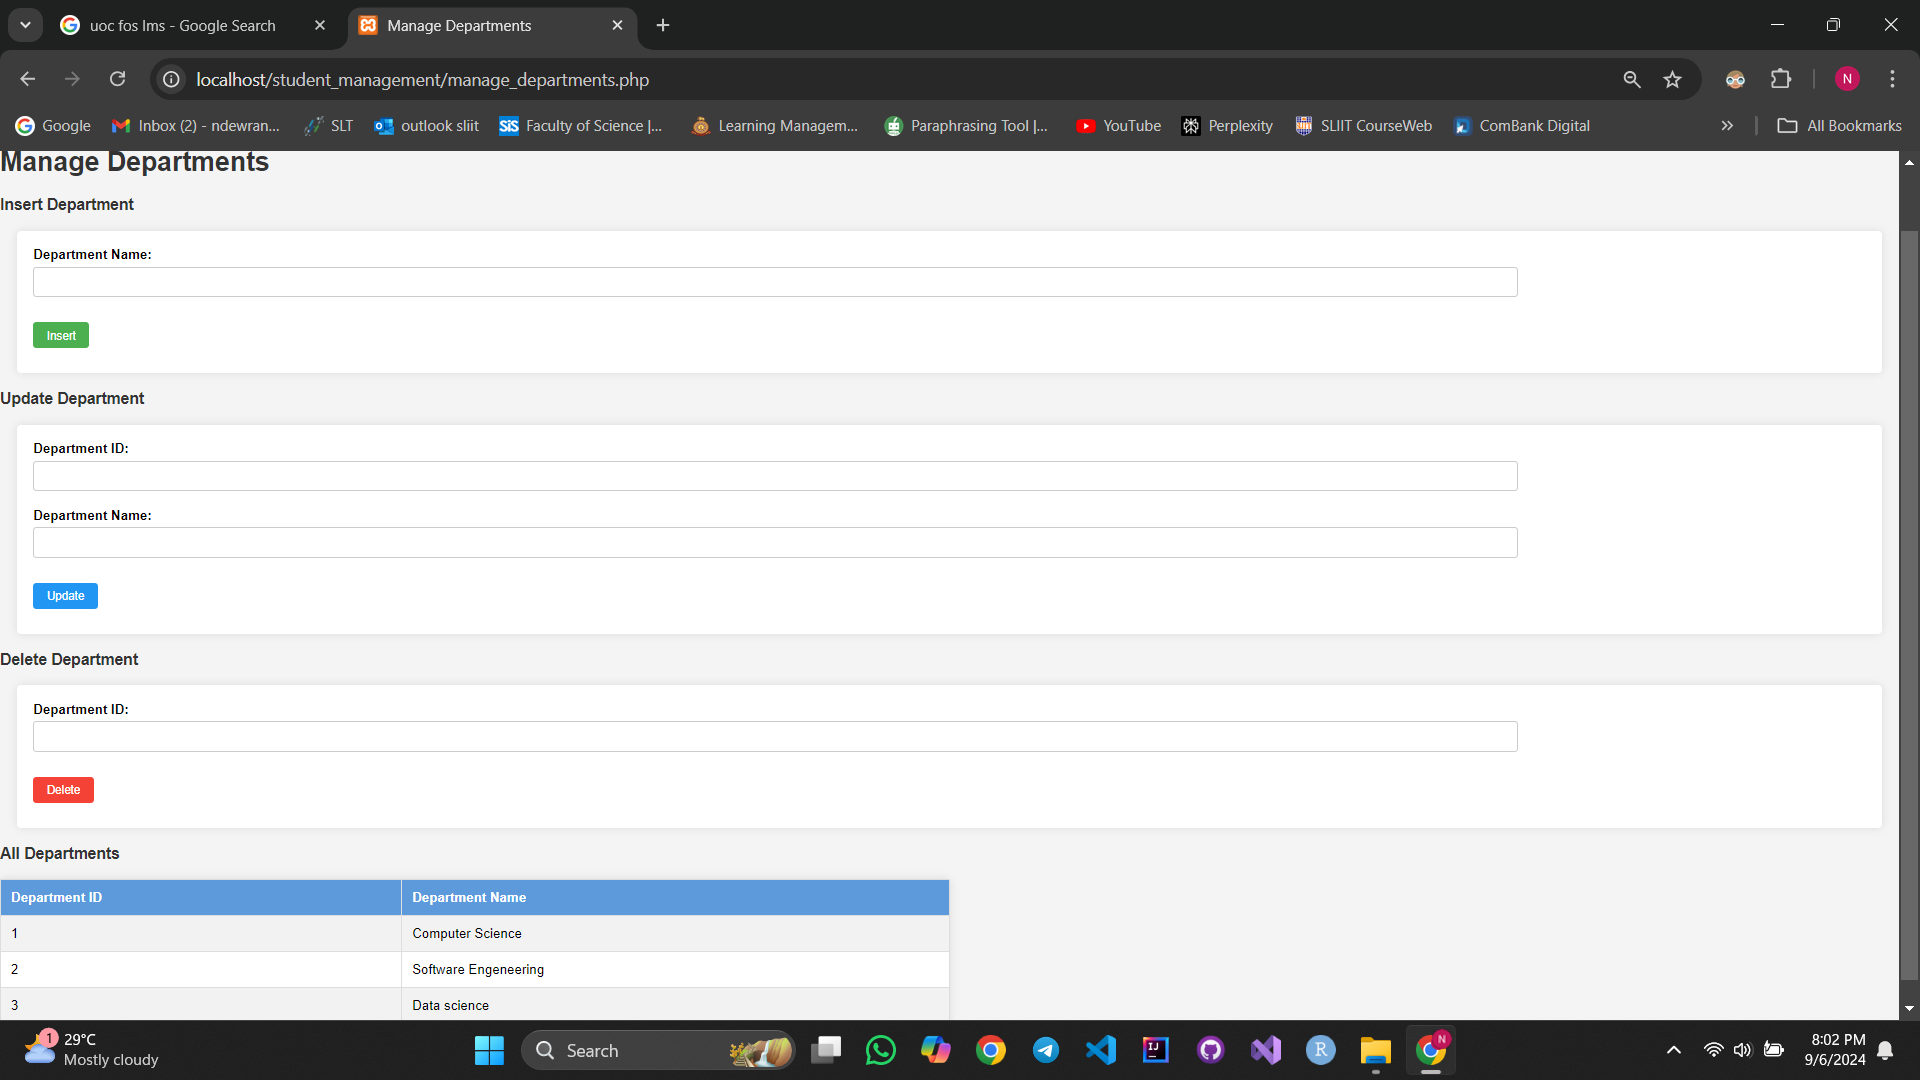 uoc fos lms - Google Search
Manage Departments
localhost/student_management/manage_departments.php
N
Google
Inbox (2) - ndewran...
SLT
outlook sliit
SIS
Faculty of Science |...
Learning Managem...
Paraphrasing Tool |...
YouTube
Perplexity
SLIIT CourseWeb
ComBank Digital
All Bookmarks
Manage Departments
Insert Department
Department Name:
Insert
Update Department
Department ID:
Department Name:
Update
Delete Department
Department ID:
Delete
All Departments
Department ID Department Name
1 Computer Science
2 Software Engeneering
3 Data science
1
29°C
Mostly cloudy
Search
IJ
R
N
8:02 PM
9/6/2024